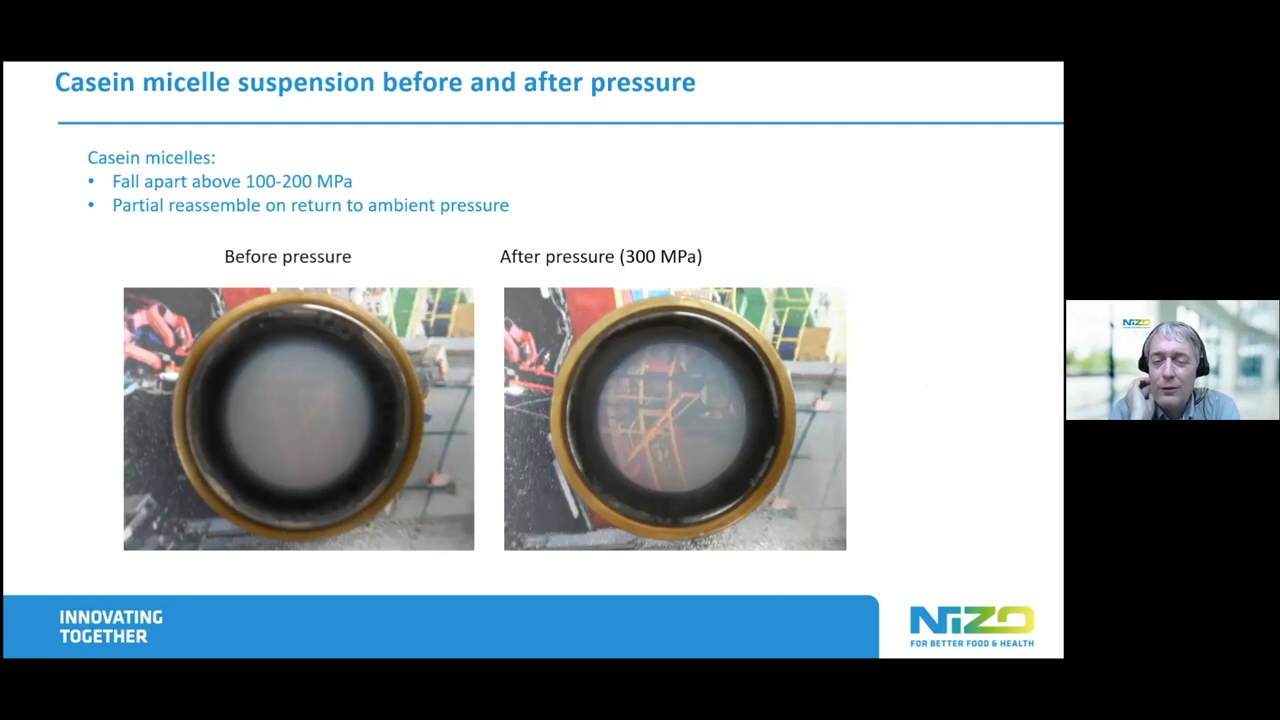 Casein micelle suspension before and after pressure
Casein micelles:
• Fall apart above 100-200 MPa
• Partial reassemble on return to ambient pressure
Before pressure
After pressure (300 MPa)
INNOVATING
TOGETHER
NIZO
FOR BETTER FOOD & HEALTH
NIZO